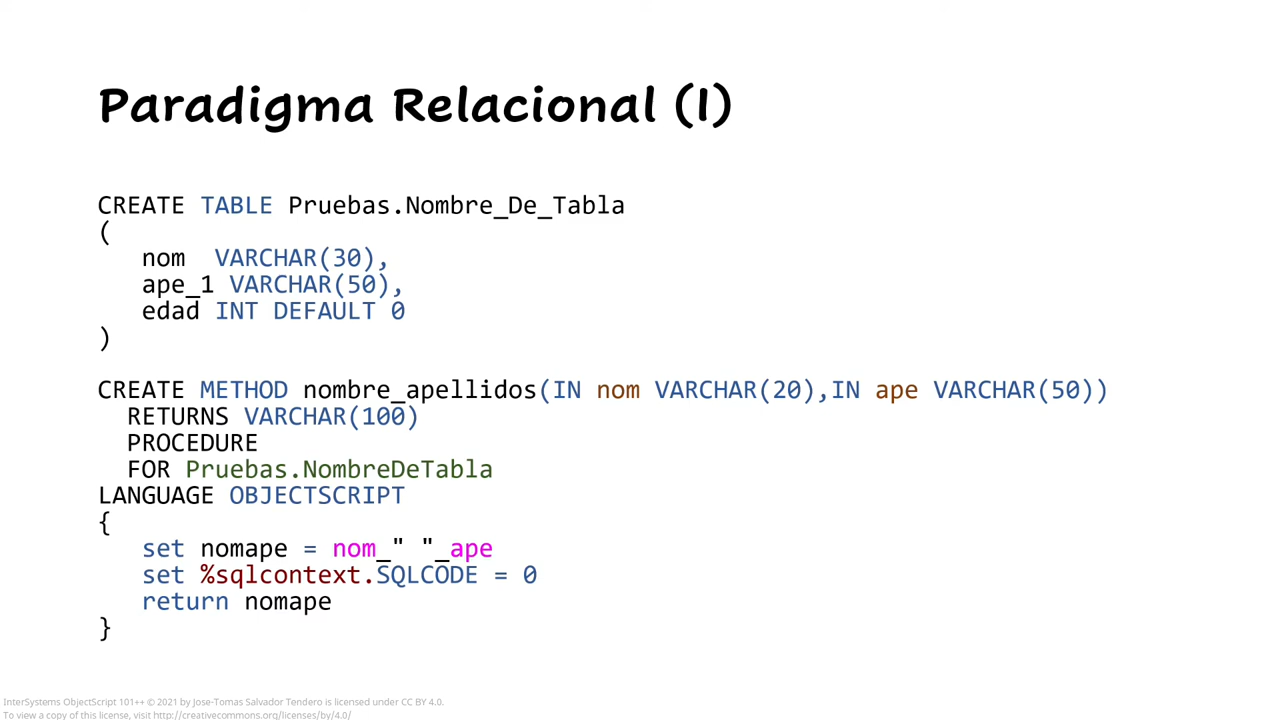 Paradigma Relacional (I)
CREATE TABLE Pruebas.Nombre_De_Tabla
(
nom VARCHAR(30),
ape_1 VARCHAR(50),
edad INT DEFAULT 0
)
CREATE METHOD nombre_apellidos(IN nom VARCHAR(20),IN ape VARCHAR(50))
RETURNS VARCHAR(100)
PROCEDURE
FOR Pruebas.NombreDeTabla
LANGUAGE OBJECTSCRIPT
{
set nomape = nom_" "_ape
set %sqlcontext.SQLCODE = 0
return nomape
}
InterSystems ObjectScript 101++ © 2021 by Jose-Tomas Salvador Tendero is licensed under CC BY 4.0.
To view a copy of this license, visit http://creativecommons.org/licenses/by/4.0/